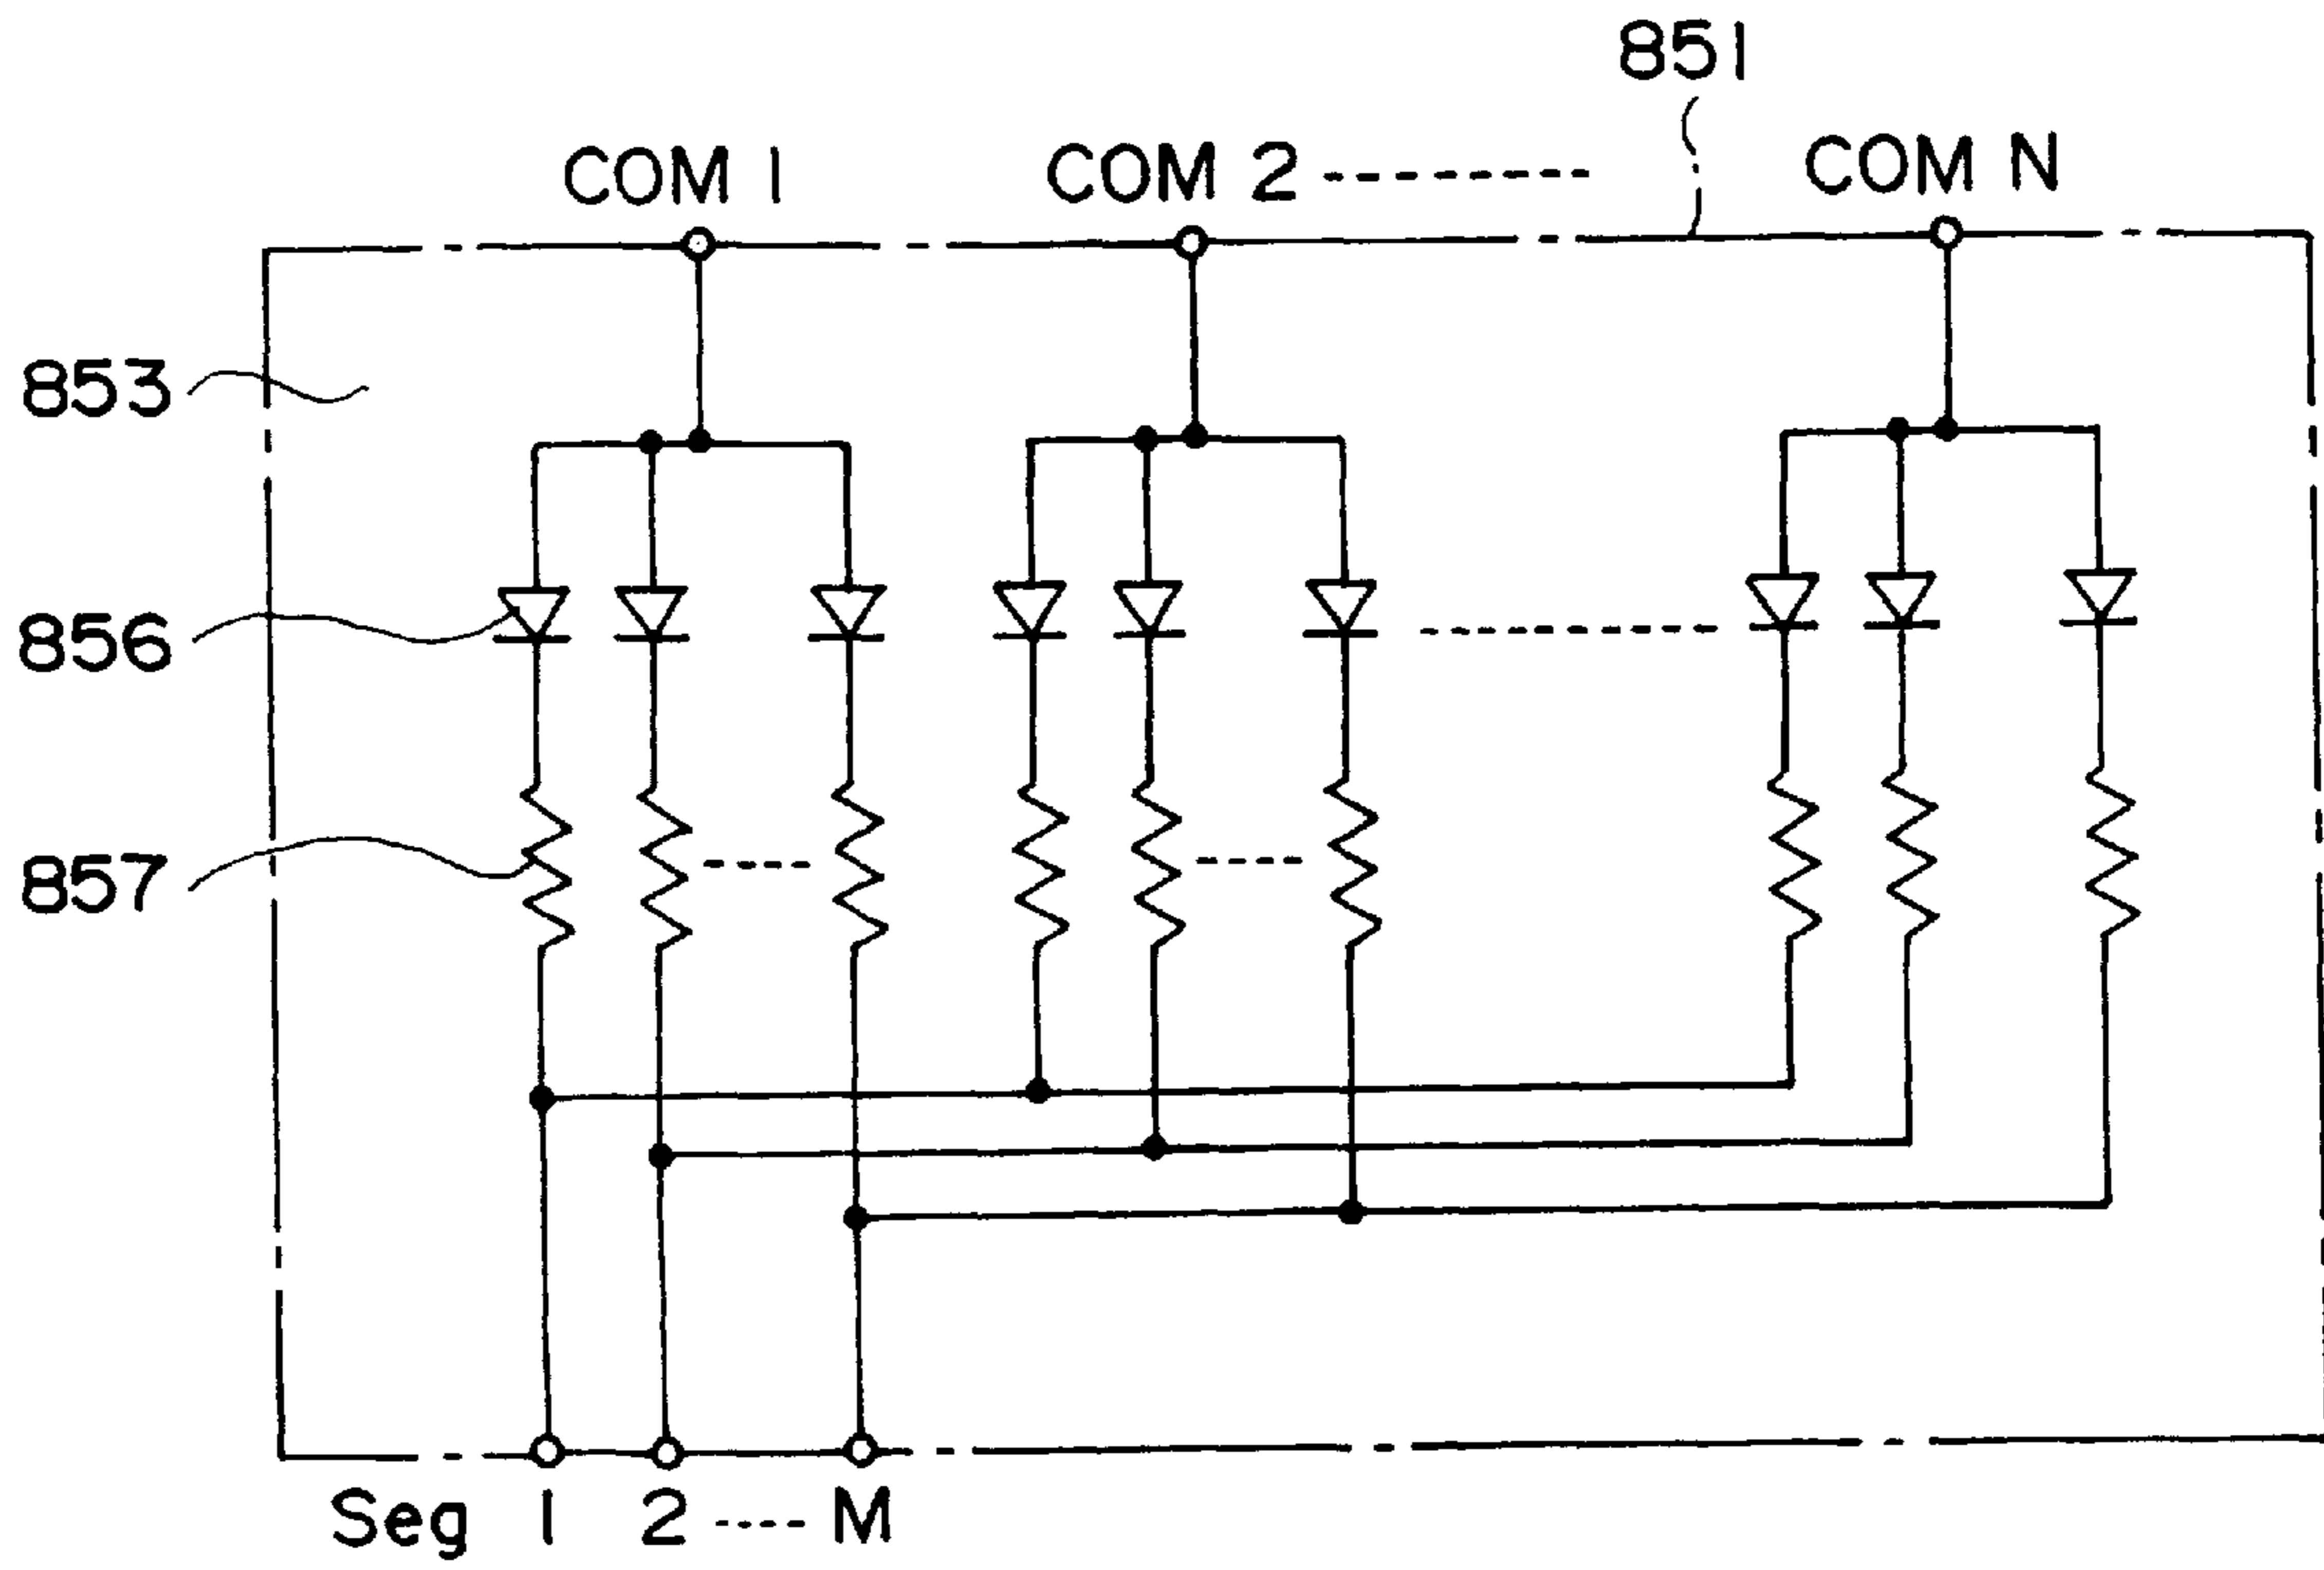 851
COM 1 COM 2 --------- COM N
853
856
857
Seg 1 2 ---- M